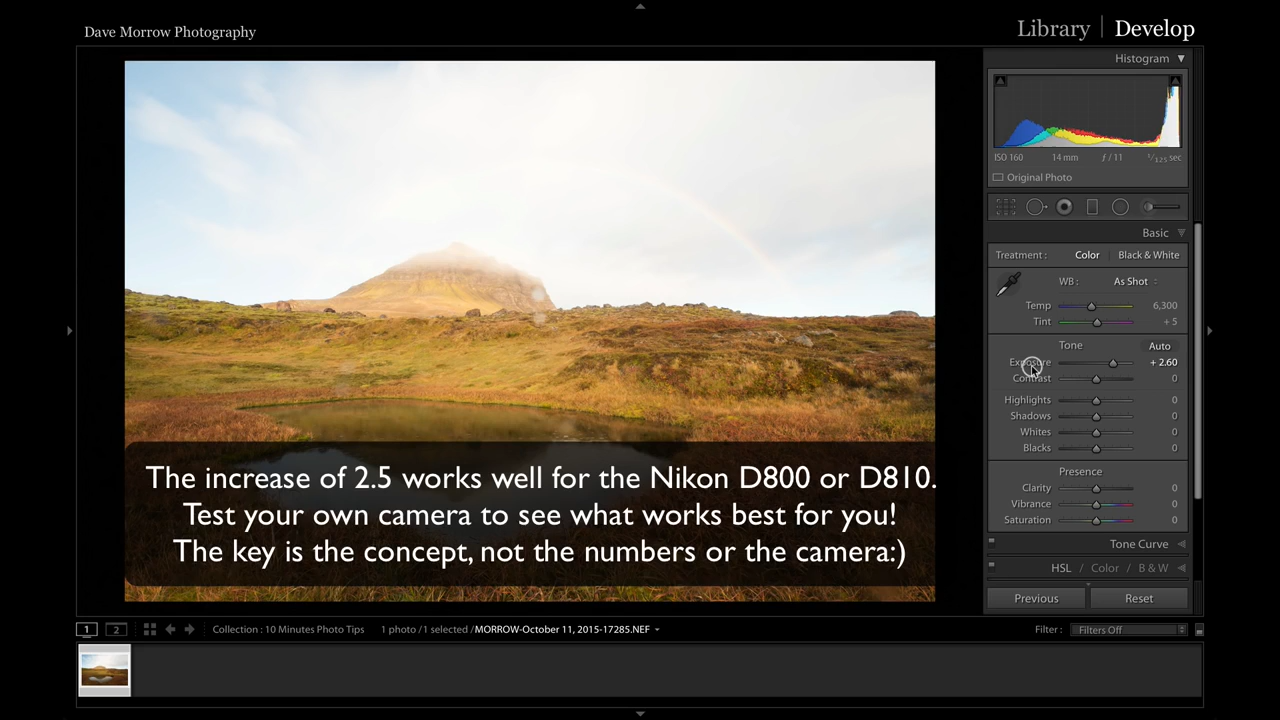 Dave Morrow Photography
Library | Develop
Histogram
ISO 160 14 mm ƒ / 11 1/125 sec
Original Photo
Basic
Treatment : Color Black & White
WB : As Shot
Temp 6,300
Tint + 5
Tone Auto
Exposure + 2.60
Contrast 0
Highlights 0
Shadows 0
Whites 0
Blacks 0
Presence
Clarity 0
Vibrance 0
Saturation 0
Tone Curve
HSL / Color / B & W
Previous Reset
The increase of 2.5 works well for the Nikon D800 or D810.
Test your own camera to see what works best for you!
The key is the concept, not the numbers or the camera:)
1 2 Collection : 10 Minutes Photo Tips 1 photo / 1 selected / MORROW-October 11, 2015-17285.NEF Filter : Filters Off